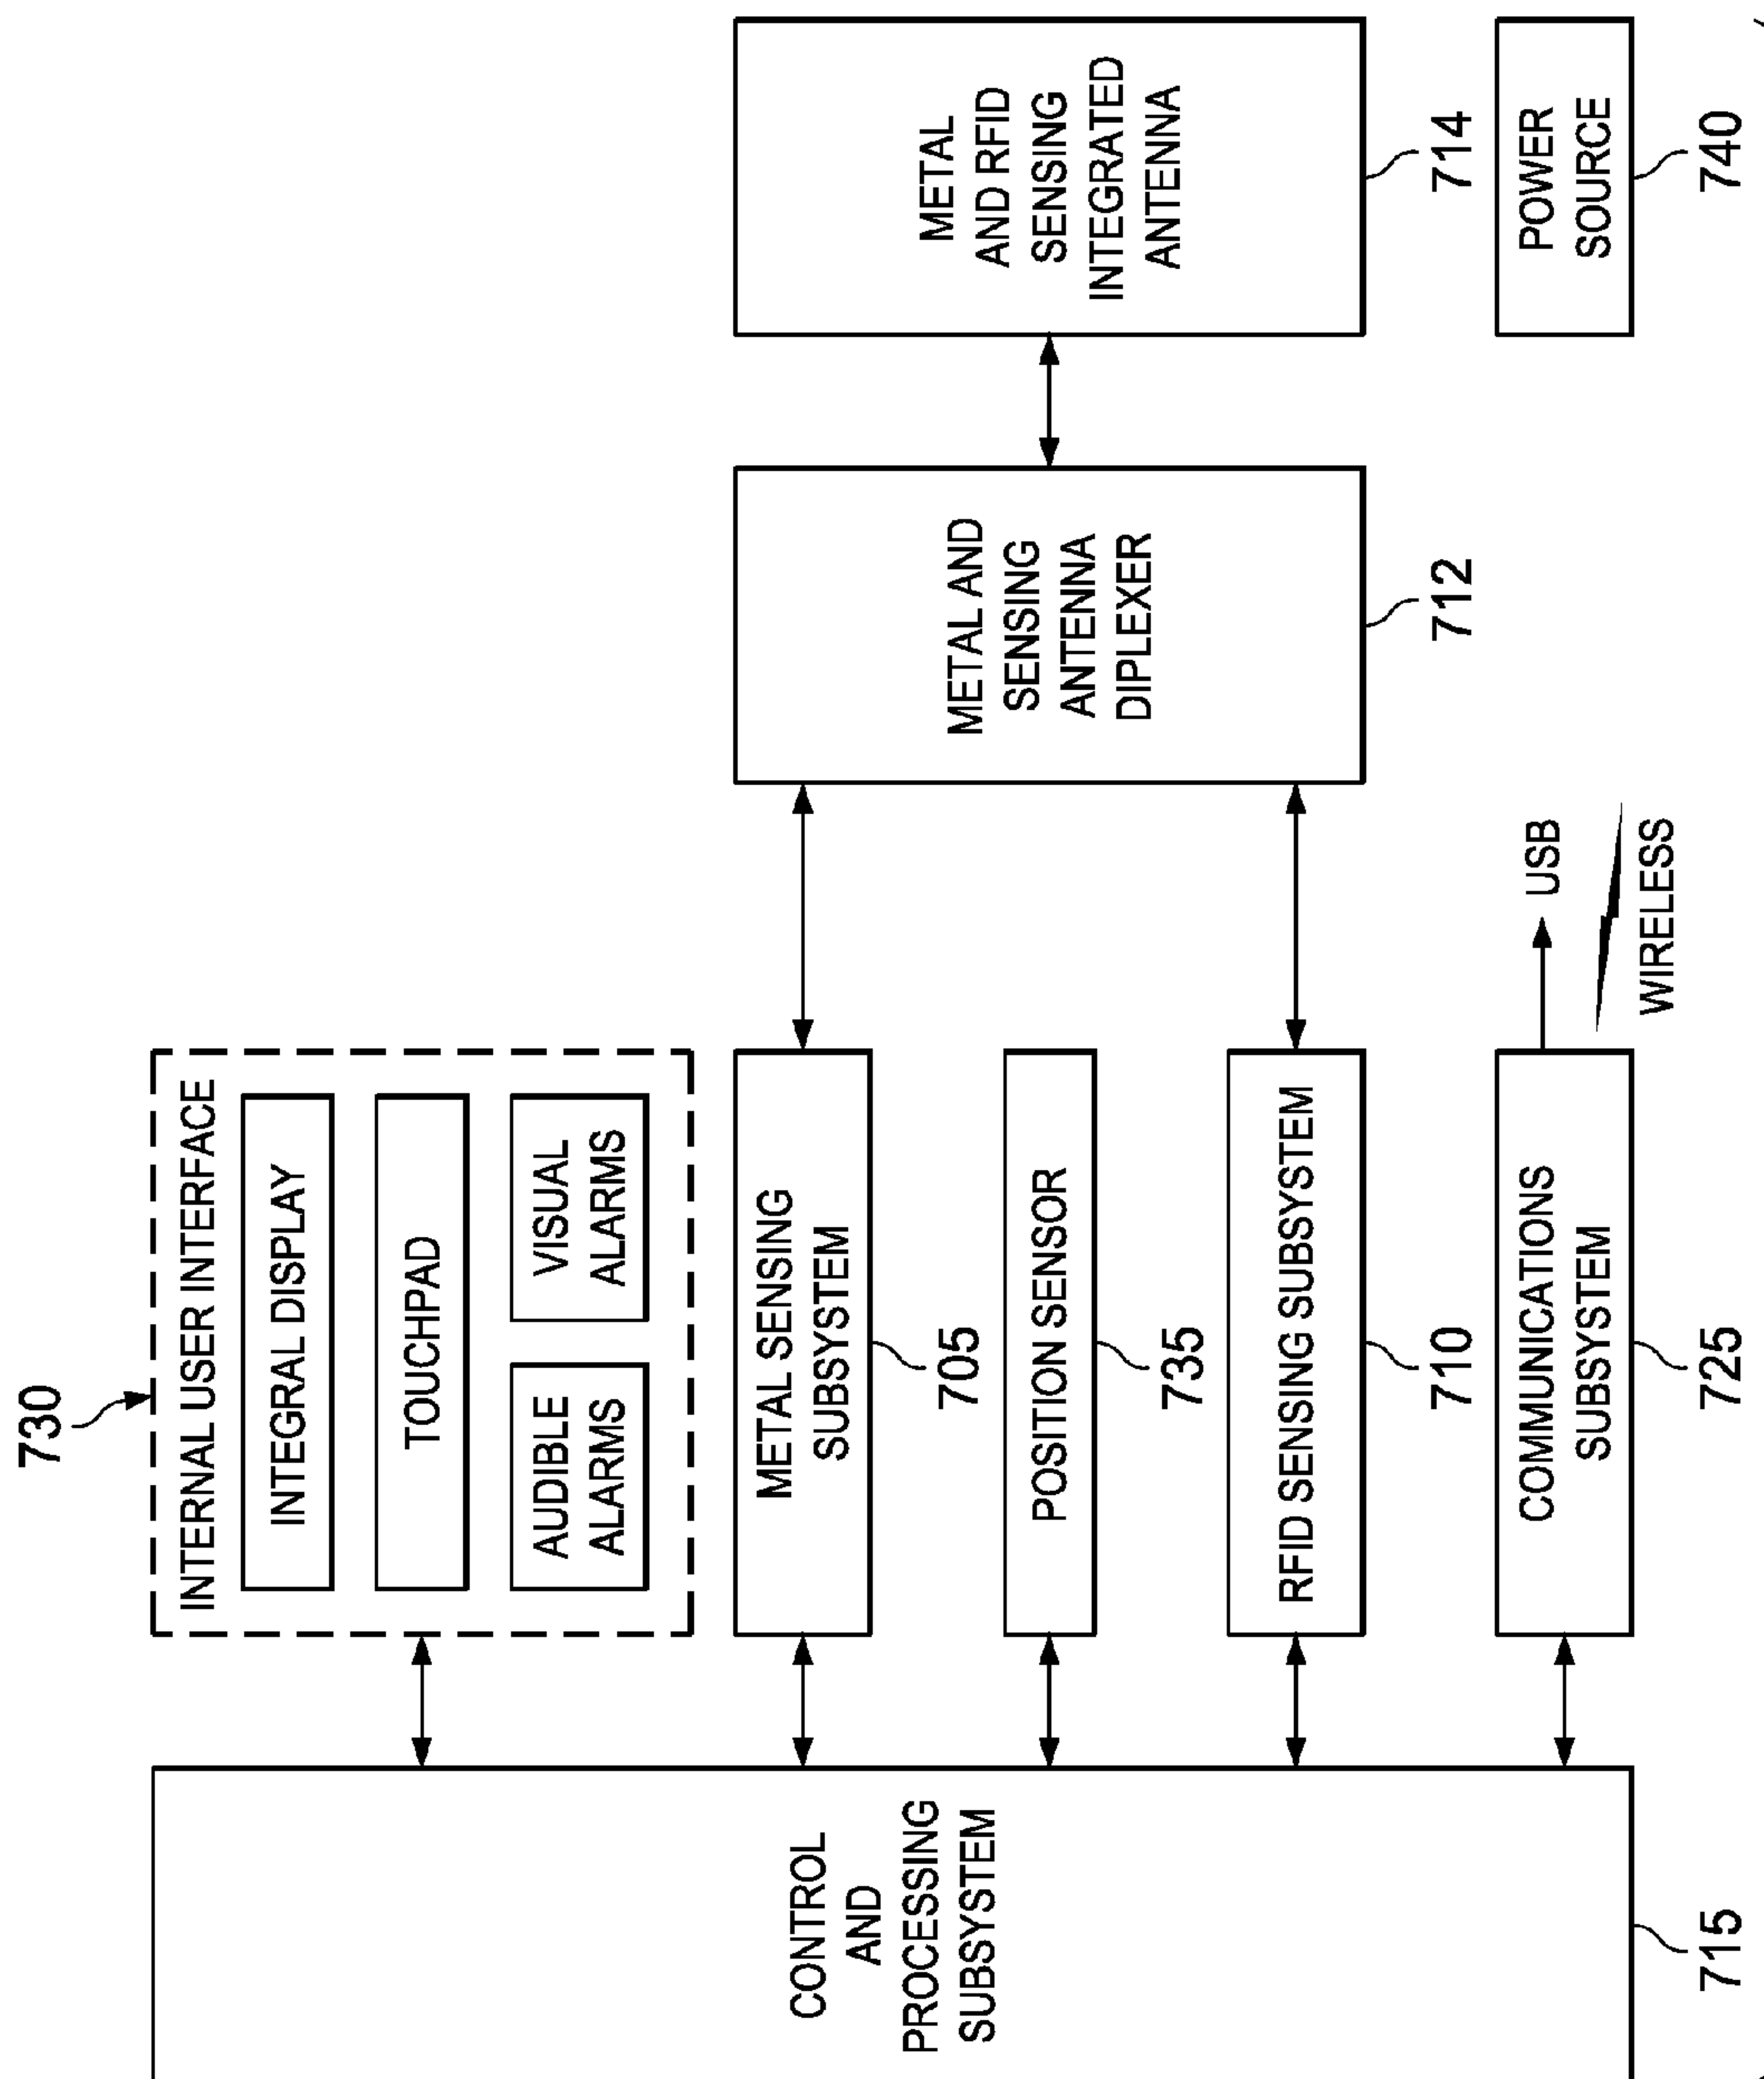 730
INTERNAL USER INTERFACE
INTEGRAL DISPLAY
TOUCHPAD
AUDIBLE
ALARMS
VISUAL
ALARMS
CONTROL
AND
PROCESSING
SUBSYSTEM
715
METAL SENSING
SUBSYSTEM
705
POSITION SENSOR
735
RFID SENSING SUBSYSTEM
710
COMMUNICATIONS
SUBSYSTEM
725
USB
WIRELESS
METAL AND
SENSING
ANTENNA
DIPLEXER
712
METAL
AND RFID
SENSING
INTEGRATED
ANTENNA
714
POWER
SOURCE
740